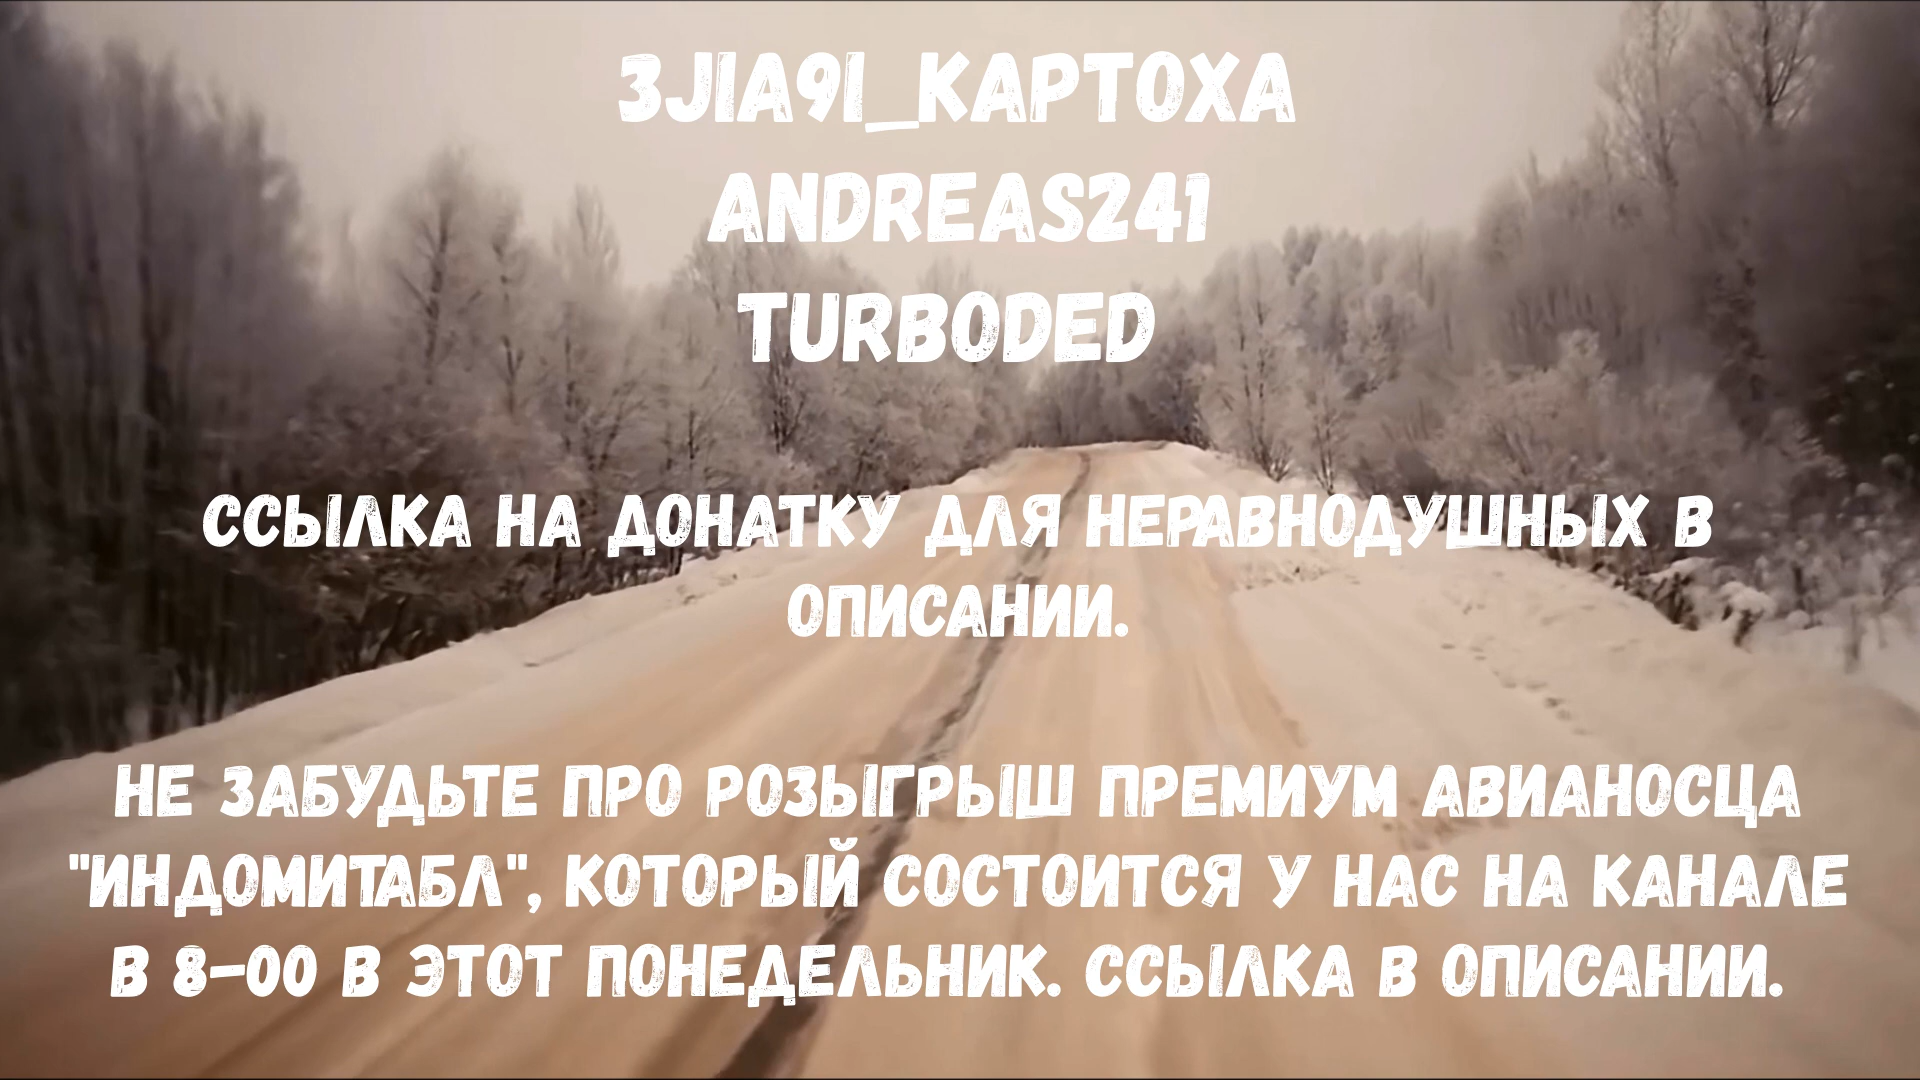 3JIA9I_KAPTOXA
ANDREAS241
TURBODED
ССЫЛКА НА ДОНАТКУ ДЛЯ НЕРАВНОДУШНЫХ В
ОПИСАНИИ.
НЕ ЗАБУДЬТЕ ПРО РОЗЫГРЫШ ПРЕМИУМ АВИАНОСЦА
"ИНДОМИТАБЛ", КОТОРЫЙ СОСТОИТСЯ У НАС НА КАНАЛЕ
В 8-00 В ЭТОТ ПОНЕДЕЛЬНИК. ССЫЛКА В ОПИСАНИИ.